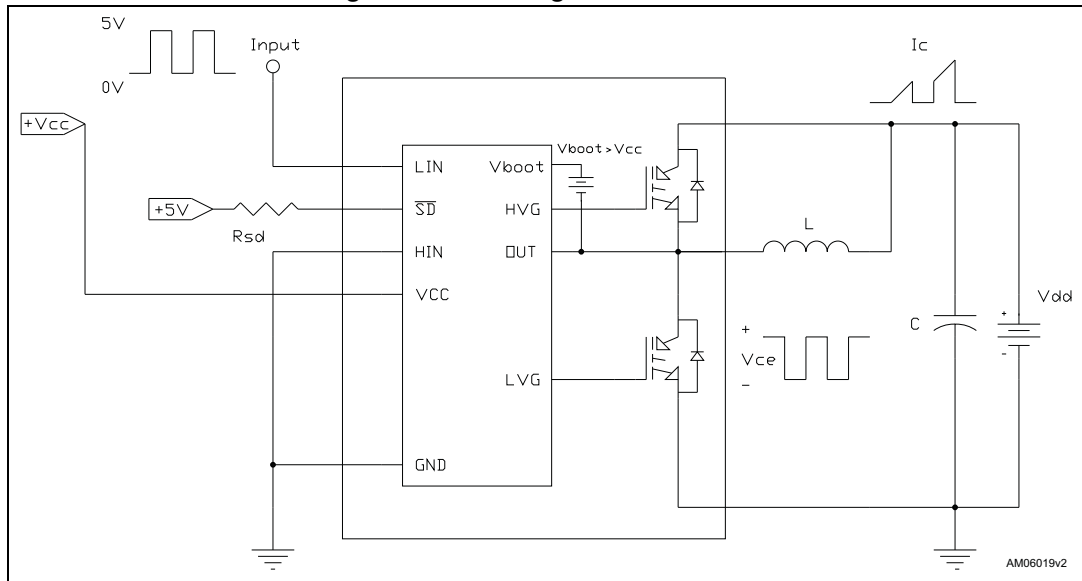 5V
0V
Input
+Vcc
+5V
Rsd
LIN
SD
HIN
VCC
GND
Vboot
HVG
OUT
LVG
Vboot>Vcc
Ic
L
+
Vce
-
C
+
-
Vdd
AM06019v2